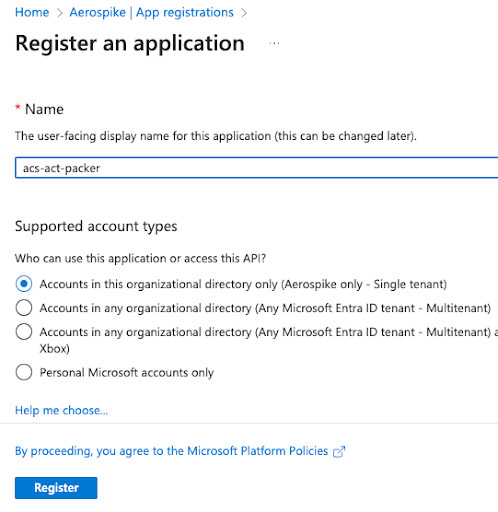 Home > Aerospike | App registrations >
Register an application ...
* Name
The user-facing display name for this application (this can be changed later).
acs-act-packer
Supported account types
Who can use this application or access this API?
Accounts in this organizational directory only (Aerospike only - Single tenant)
Accounts in any organizational directory (Any Microsoft Entra ID tenant - Multitenant)
Accounts in any organizational directory (Any Microsoft Entra ID tenant - Multitenant) a
Xbox)
Personal Microsoft accounts only
Help me choose...
By proceeding, you agree to the Microsoft Platform Policies
Register